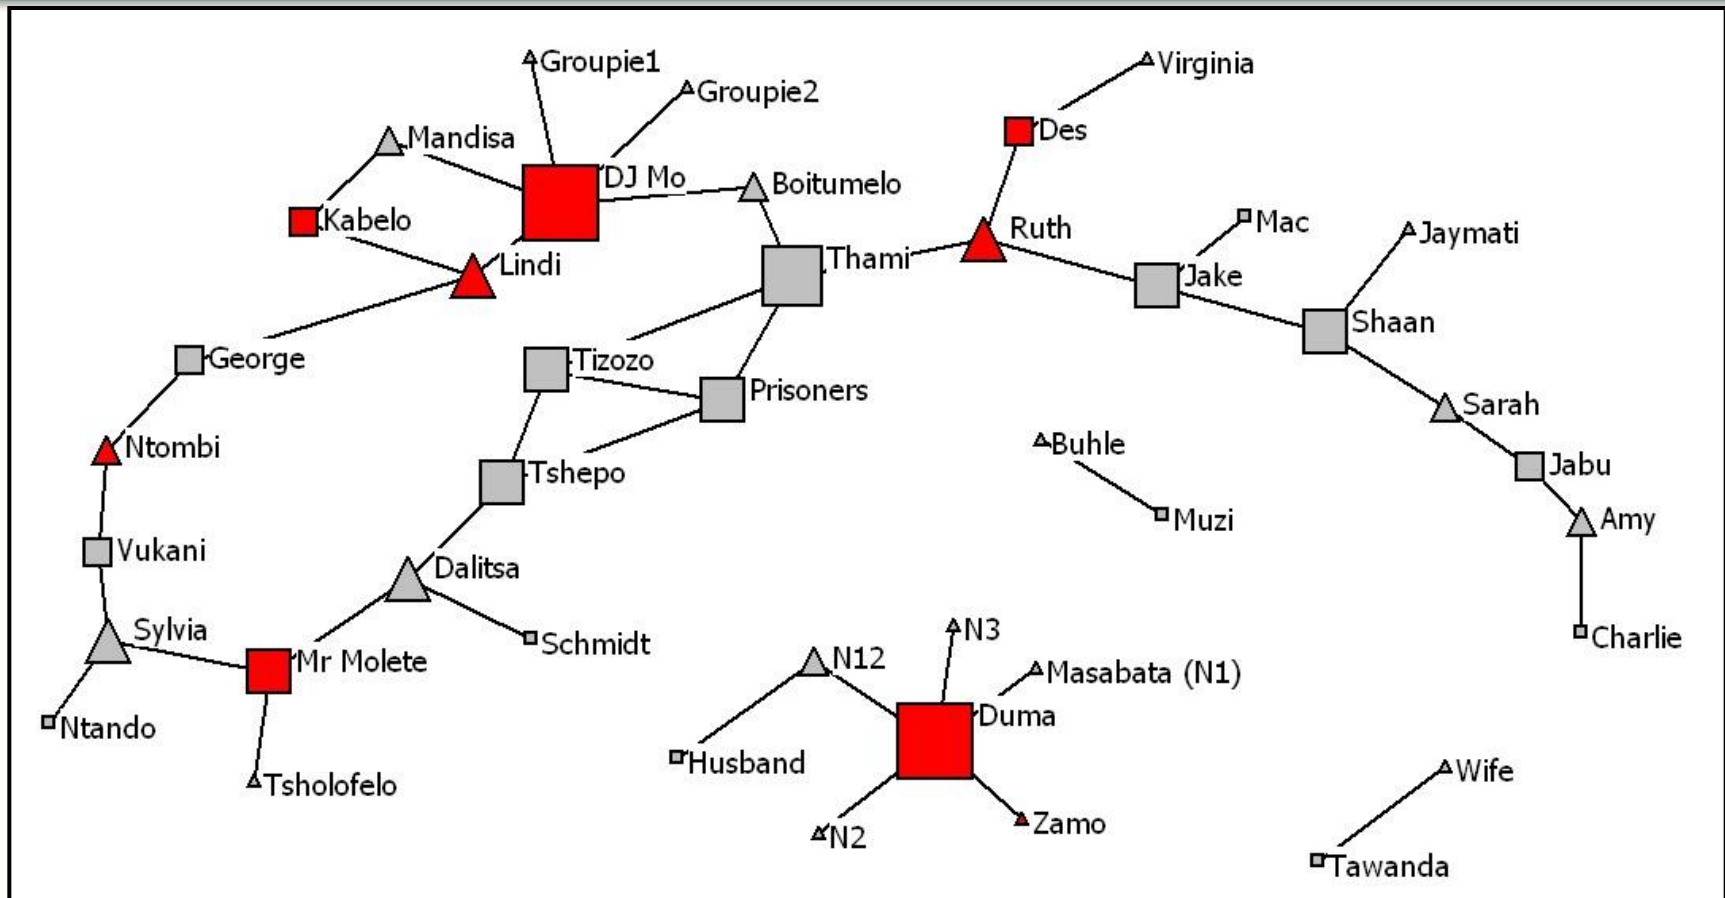 Groupie1
Virginia
Groupie2
Des
Mandisa
DJ Mo
Boitumelo
Kabelo
Mac
Ruth
Jaymati
Lindi
Thami
Jake
Shaan
George
Tizozo
Prisoners
Sarah
Ntombi
Buhle
Jabu
Tshepo
Muzi
Amy
Vukani
Dalitsa
Sylvia
N3
Charlie
Schmidt
Mr Molete
N12
Masabata (N1)
Duma
Ntando
Husband
Wife
Tsholofelo
Zamo
N2
Tawanda